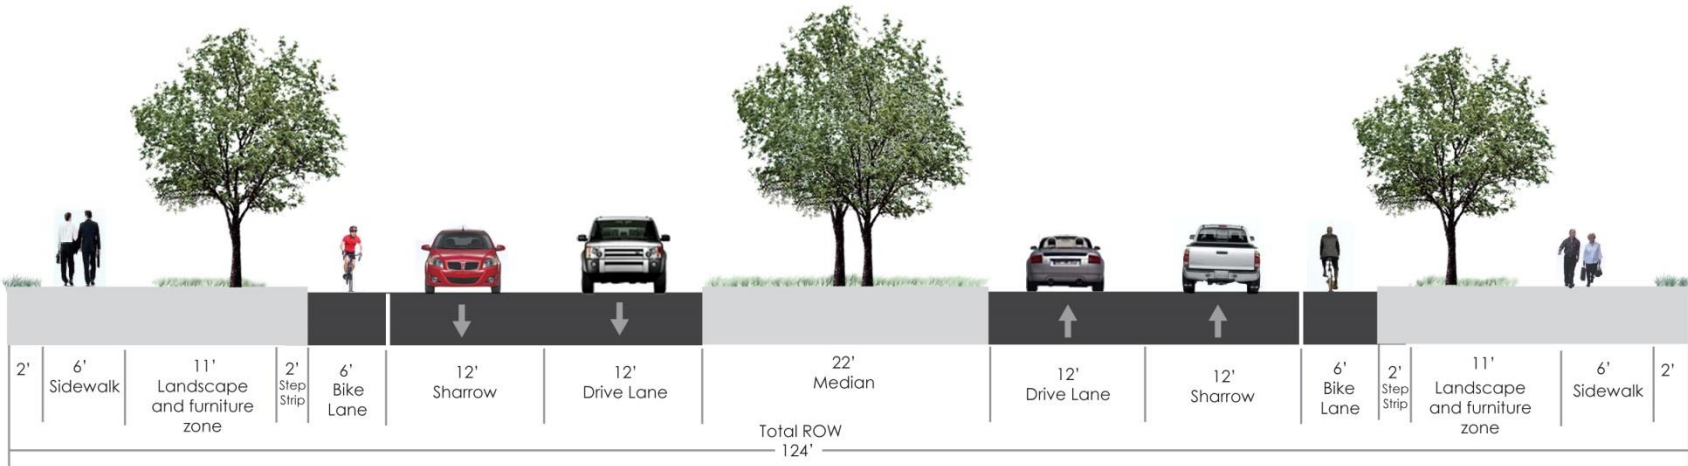 2'
6'
Sidewalk
11'
Landscape
and furniture
zone
2'
Step
Strip
6'
Bike
Lane
12'
Sharrow
12'
Drive Lane
22'
Median
12'
Drive Lane
12'
Sharrow
6'
Bike
Lane
2'
Step
Strip
11'
Landscape
and furniture
zone
6'
Sidewalk
2'
Total ROW
124'